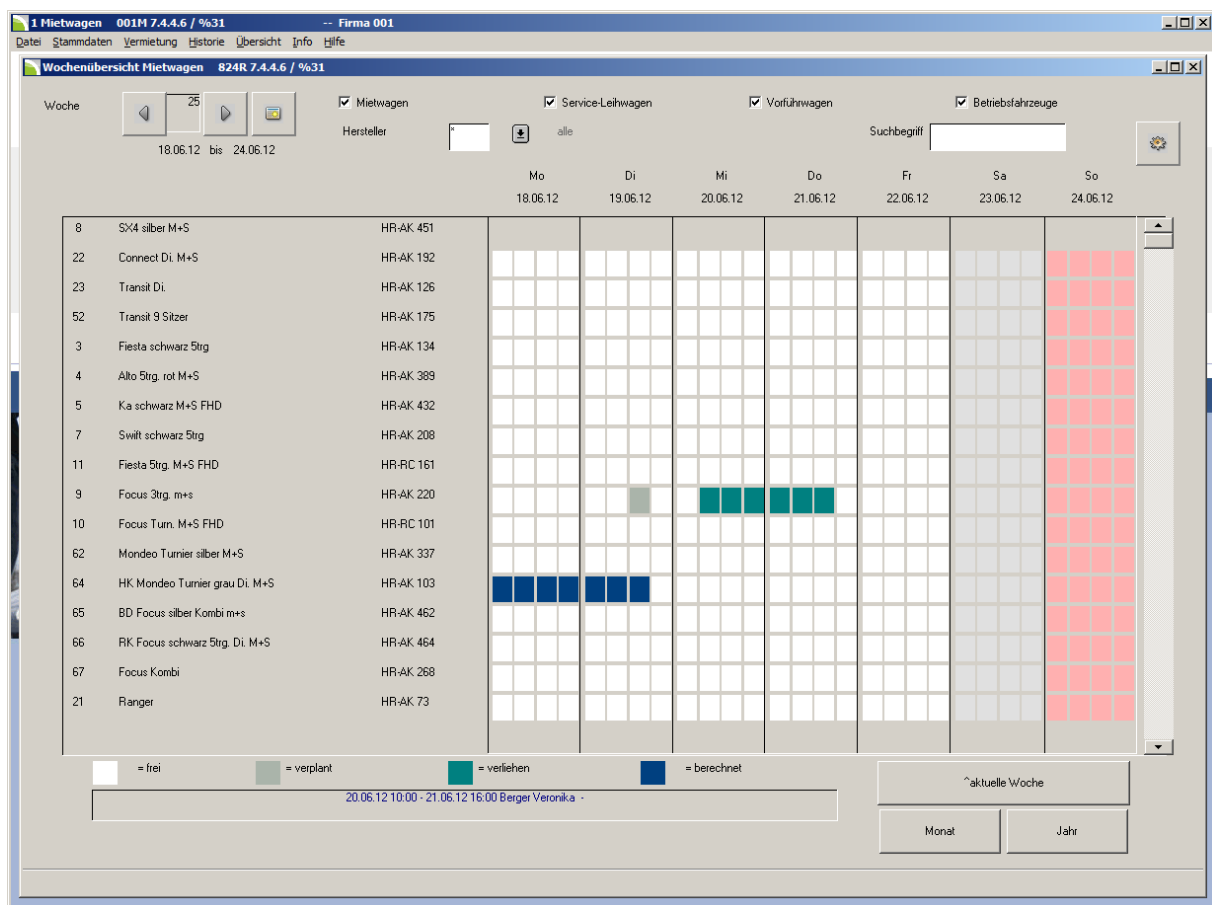 1 Mietwagen 001M 7.4.4.6 / %31 -- Firma 001
Datei Stammdaten Vermietung Historie Übersicht Info Hilfe
Wochenübersicht Mietwagen 824R 7.4.4.6 / %31
Woche 25 Mietwagen Service-Leihwagen Vorführwagen Betriebsfahrzeuge
Hersteller * alle Suchbegriff
18.06.12 bis 24.06.12
Mo Di Mi Do Fr Sa So
18.06.12 19.06.12 20.06.12 21.06.12 22.06.12 23.06.12 24.06.12
8 SX4 silber M+S HR-AK 451
22 Connect Di. M+S HR-AK 192
23 Transit Di. HR-AK 126
52 Transit 9 Sitzer HR-AK 175
3 Fiesta schwarz 5trg HR-AK 134
4 Alto 5trg. rot M+S HR-AK 389
5 Ka schwarz M+S FHD HR-AK 432
7 Swift schwarz 5trg HR-AK 208
11 Fiesta 5trg. M+S FHD HR-RC 161
9 Focus 3trg. m+s HR-AK 220
10 Focus Turn. M+S FHD HR-RC 101
62 Mondeo Turnier silber M+S HR-AK 337
64 HK Mondeo Turnier grau Di. M+S HR-AK 103
65 BD Focus silber Kombi m+s HR-AK 462
66 RK Focus schwarz 5trg. Di. M+S HR-AK 464
67 Focus Kombi HR-AK 268
21 Ranger HR-AK 73
= frei = verplant = verliehen = berechnet
^aktuelle Woche
20.06.12 10:00 - 21.06.12 16:00 Berger Veronika -
Monat Jahr